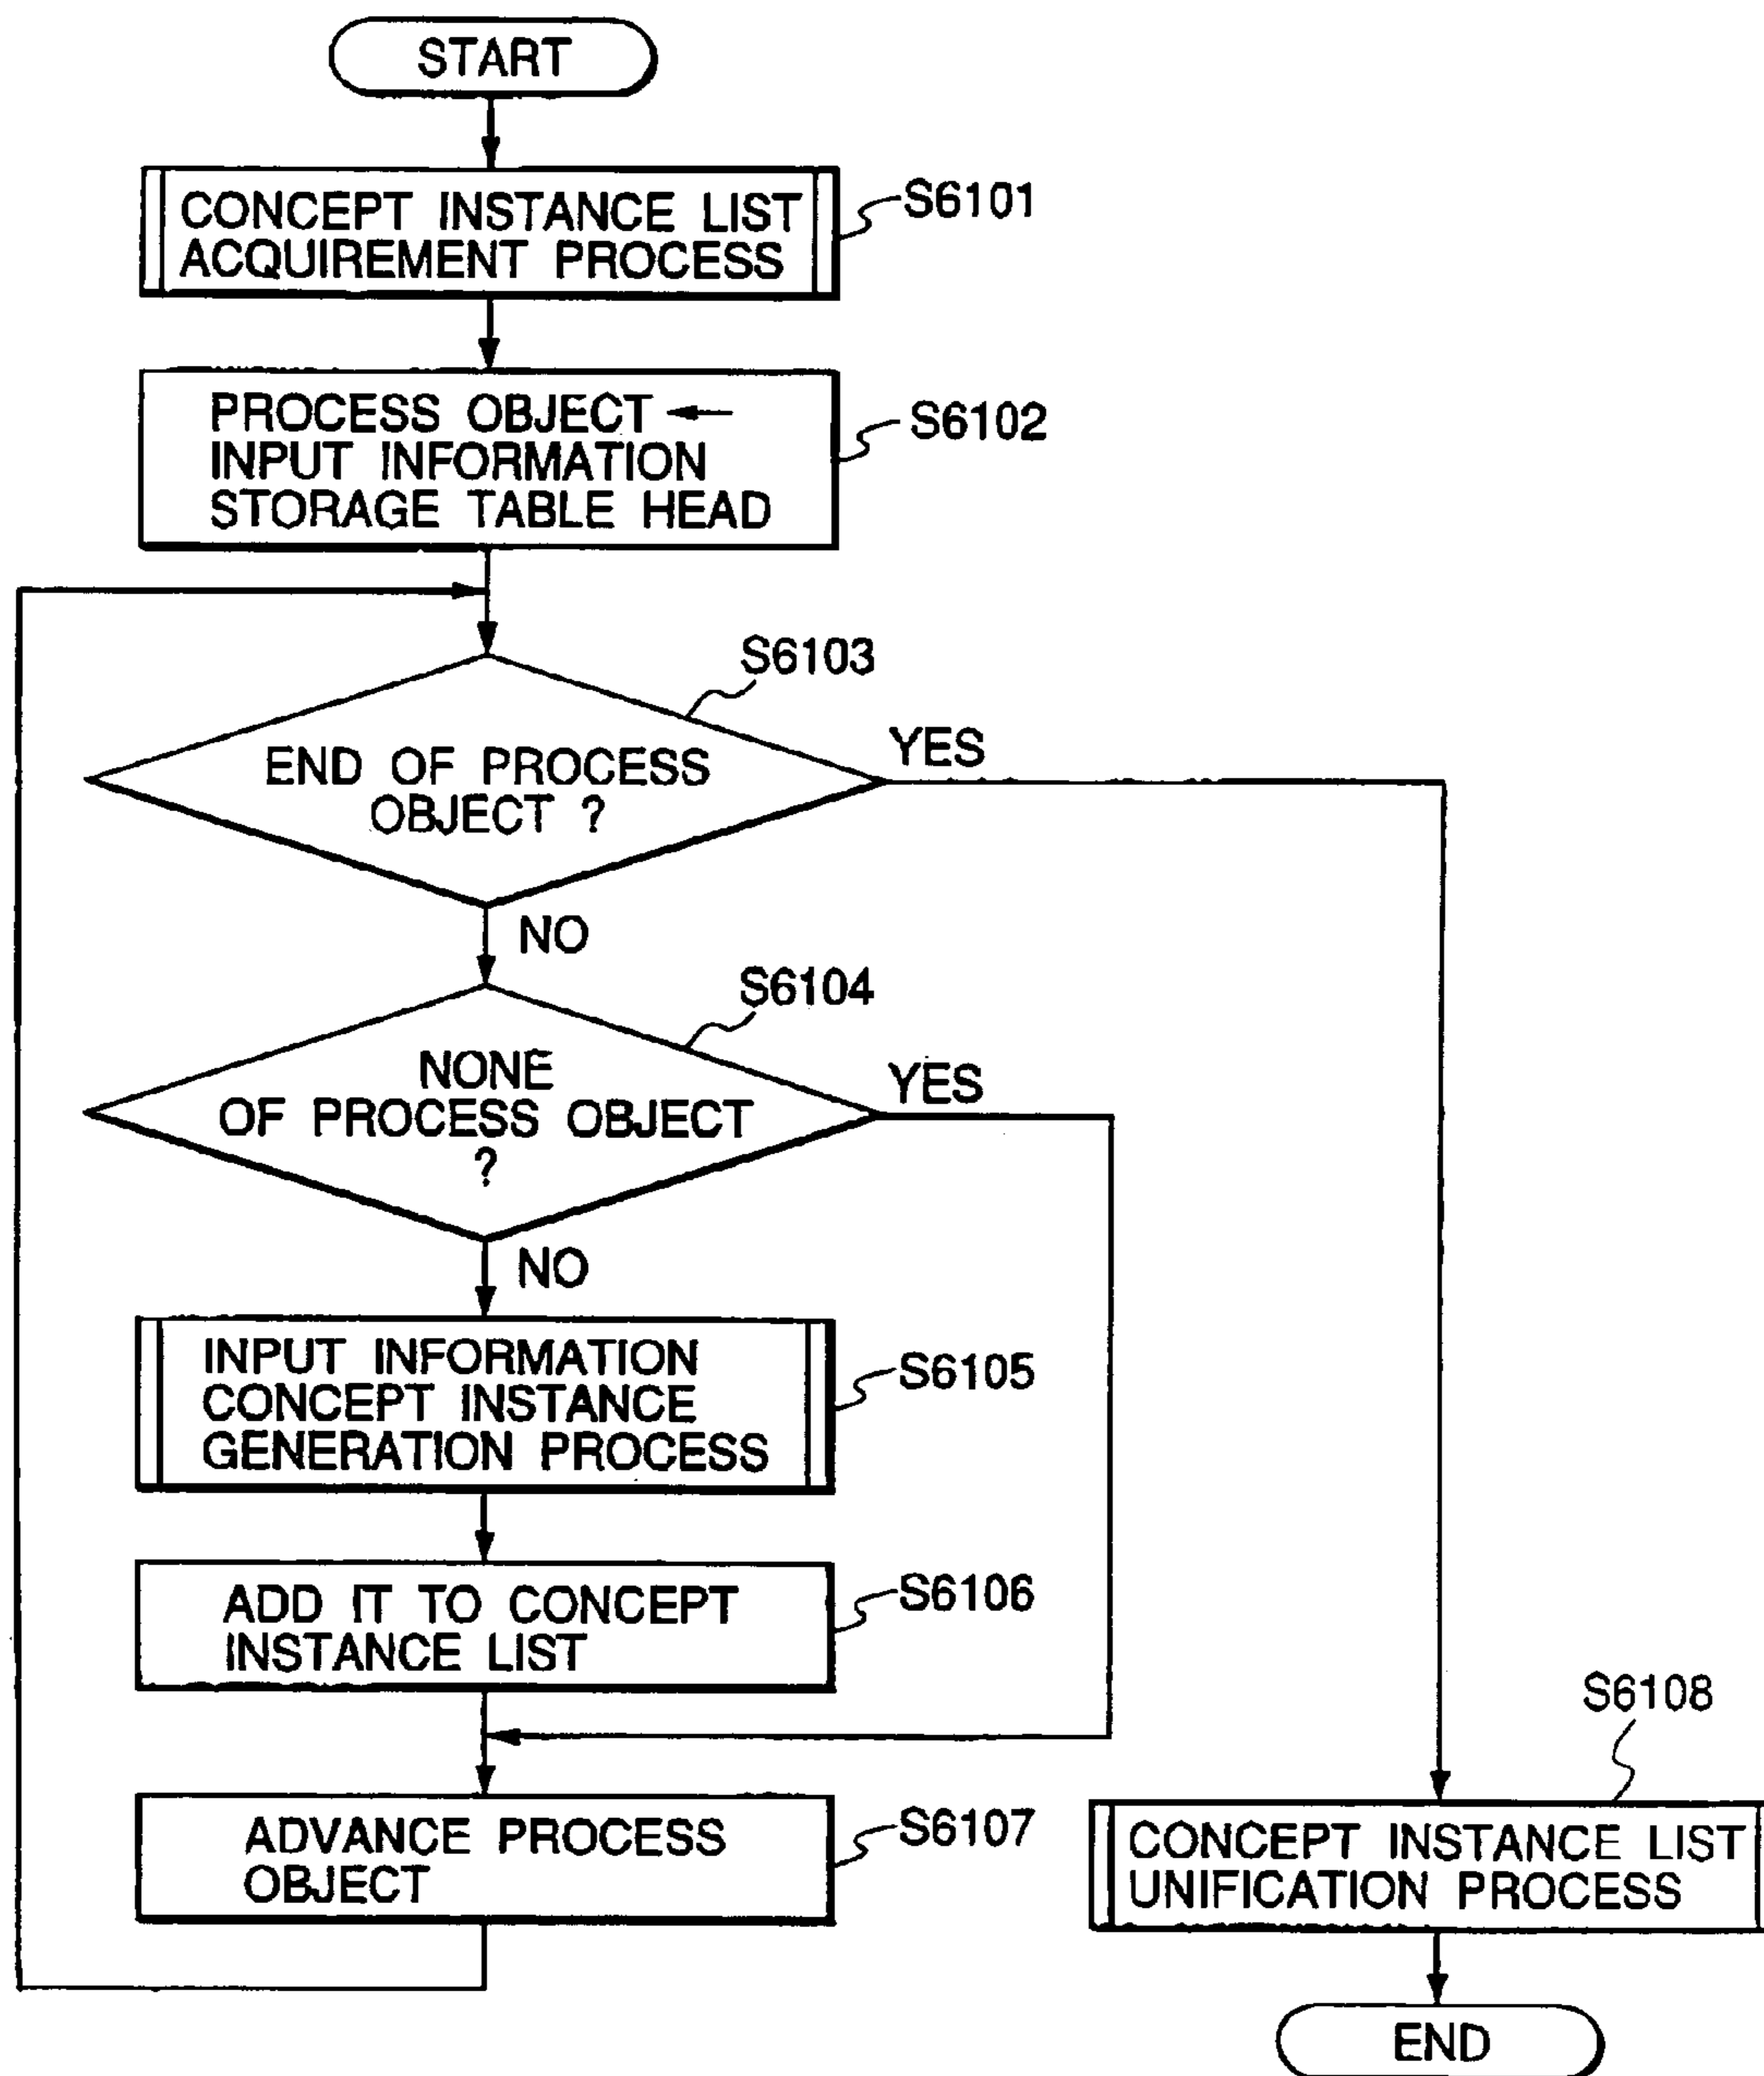 START
CONCEPT INSTANCE LIST
ACQUIREMENT PROCESS
S6101
PROCESS OBJECT ←
INPUT INFORMATION
STORAGE TABLE HEAD
S6102
S6103
END OF PROCESS
OBJECT ?
YES
NO
S6104
NONE
OF PROCESS OBJECT
?
YES
NO
INPUT INFORMATION
CONCEPT INSTANCE
GENERATION PROCESS
S6105
ADD IT TO CONCEPT
INSTANCE LIST
S6106
ADVANCE PROCESS
OBJECT
S6107
S6108
CONCEPT INSTANCE LIST
UNIFICATION PROCESS
END